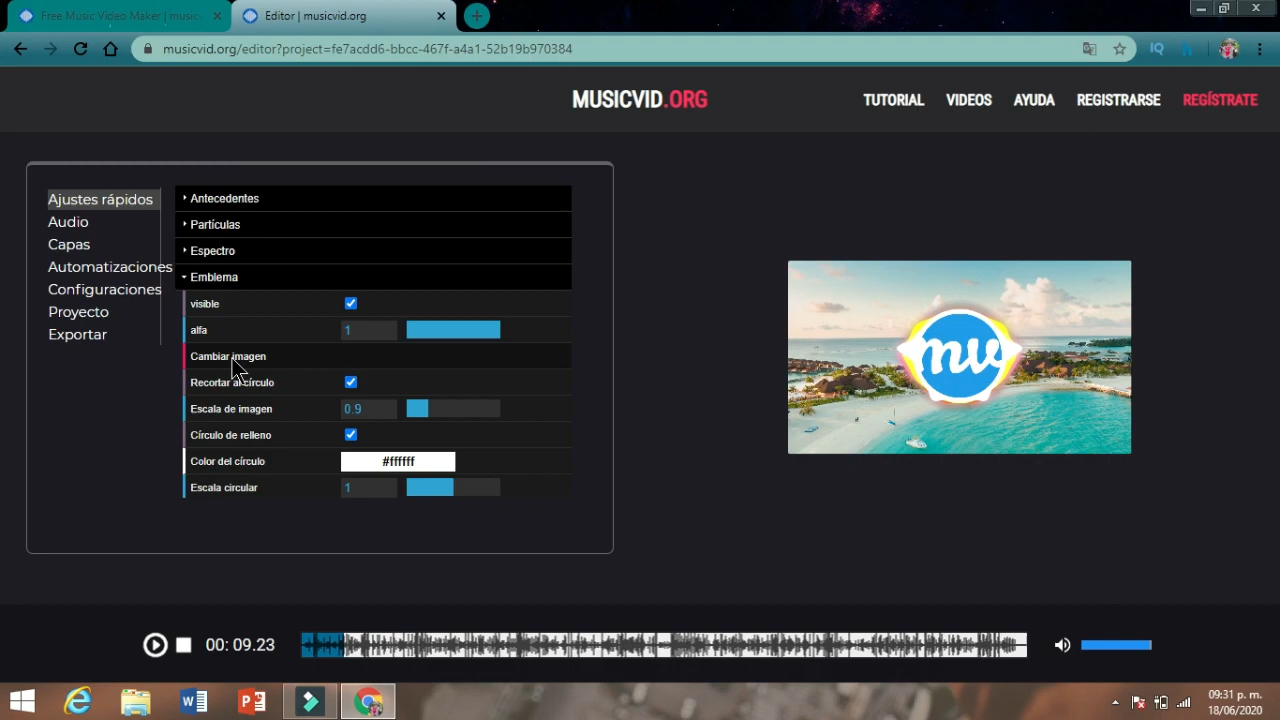 Free Music Video Maker | music
Editor | musicvid.org
musicvid.org/editor?project=fe7acdd6-bbcc-467f-a4a1-52b19b970384
IQ
MUSICVID.ORG
TUTORIAL
VIDEOS
AYUDA
REGISTRARSE
REGÍSTRATE
Ajustes rápidos
Audio
Capas
Automatizaciones
Configuraciones
Proyecto
Exportar
Antecedentes
Partículas
Espectro
Emblema
visible
alfa 1
Cambiar imagen
Recortar al círculo
Escala de imagen 0.9
Círculo de relleno
Color del círculo #ffffff
Escala circular 1
mv
00: 09.23
09:31 p. m.
18/06/2020